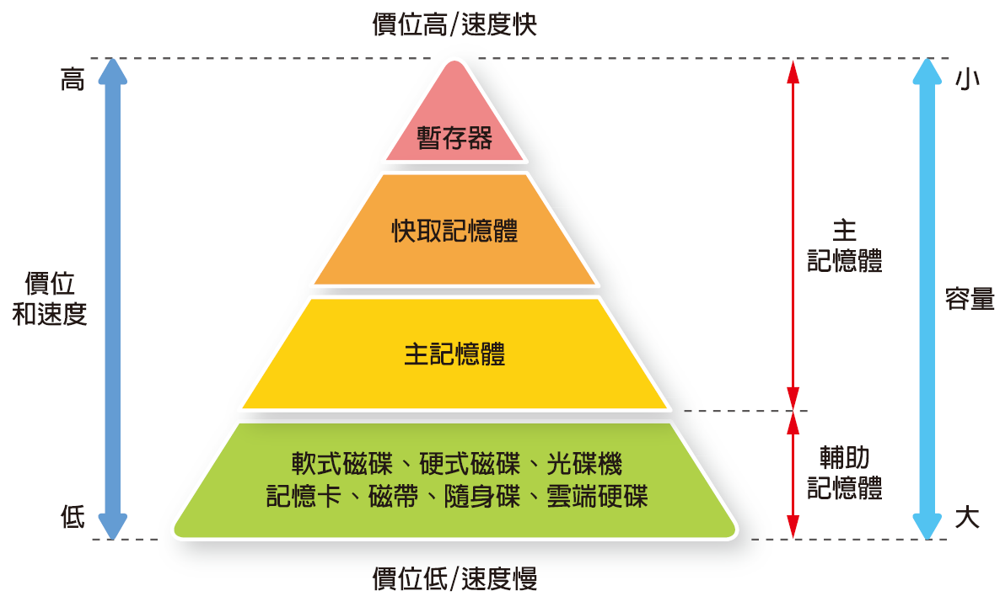 價位高/速度快
高
小
暫存器
快取記憶體
主
記憶體
價位
和速度
容量
主記憶體
軟式磁碟、硬式磁碟、光碟機
記憶卡、磁帶、隨身碟、雲端硬碟
輔助
記憶體
低
大
價位低/速度慢